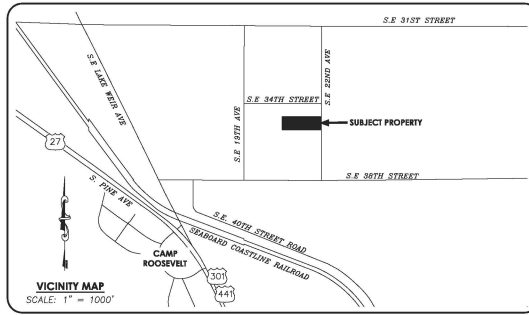 S.E 31ST STREET
S.E LAKE WEIR AVE
S.E 22ND AVE
S.E 34TH STREET
S.E 19TH AVE
SUBJECT PROPERTY
27
S. PINE AVE
S.E 38TH STREET
S.E. 40TH STREET ROAD
SEABOARD COASTLINE RAILROAD
CAMP
ROOSEVELT
301
441
VICINITY MAP
SCALE: 1" = 1000'